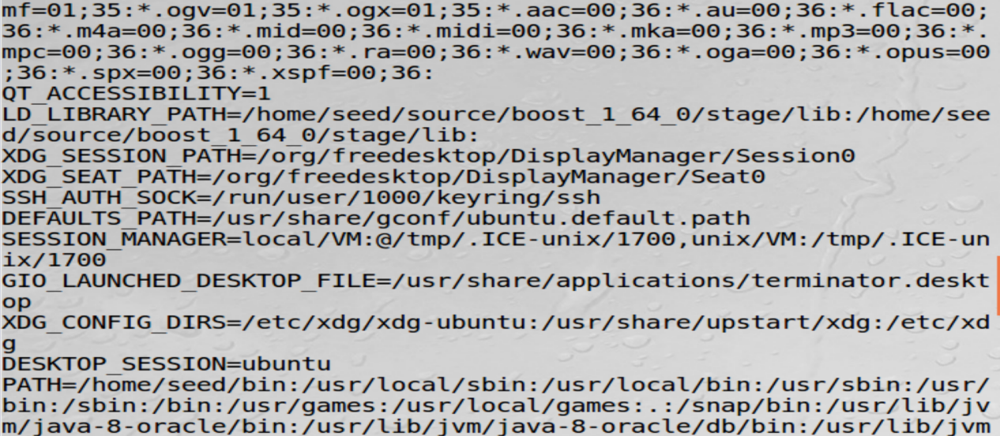 mf=01;35:*.ogv=01;35:*.ogx=01;35:*.aac=00;36:*.au=00;36:*.flac=00;
36:*.m4a=00;36:*.mid=00;36:*.midi=00;36:*.mka=00;36:*.mp3=00;36:*.
mpc=00;36:*.ogg=00;36:*.ra=00;36:*.wav=00;36:*.oga=00;36:*.opus=00
;36:*.spx=00;36:*.xspf=00;36:
QT_ACCESSIBILITY=1
LD_LIBRARY_PATH=/home/seed/source/boost_1_64_0/stage/lib:/home/see
d/source/boost_1_64_0/stage/lib:
XDG_SESSION_PATH=/org/freedesktop/DisplayManager/Session0
XDG_SEAT_PATH=/org/freedesktop/DisplayManager/Seat0
SSH_AUTH_SOCK=/run/user/1000/keyring/ssh
DEFAULTS_PATH=/usr/share/gconf/ubuntu.default.path
SESSION_MANAGER=local/VM:@/tmp/.ICE-unix/1700,unix/VM:/tmp/.ICE-un
ix/1700
GIO_LAUNCHED_DESKTOP_FILE=/usr/share/applications/terminator.deskt
op
XDG_CONFIG_DIRS=/etc/xdg/xdg-ubuntu:/usr/share/upstart/xdg:/etc/xd
g
DESKTOP_SESSION=ubuntu
PATH=/home/seed/bin:/usr/local/sbin:/usr/local/bin:/usr/sbin:/usr/
bin:/sbin:/bin:/usr/games:/usr/local/games:.:/snap/bin:/usr/lib/jv
m/java-8-oracle/bin:/usr/lib/jvm/java-8-oracle/db/bin:/usr/lib/jvm